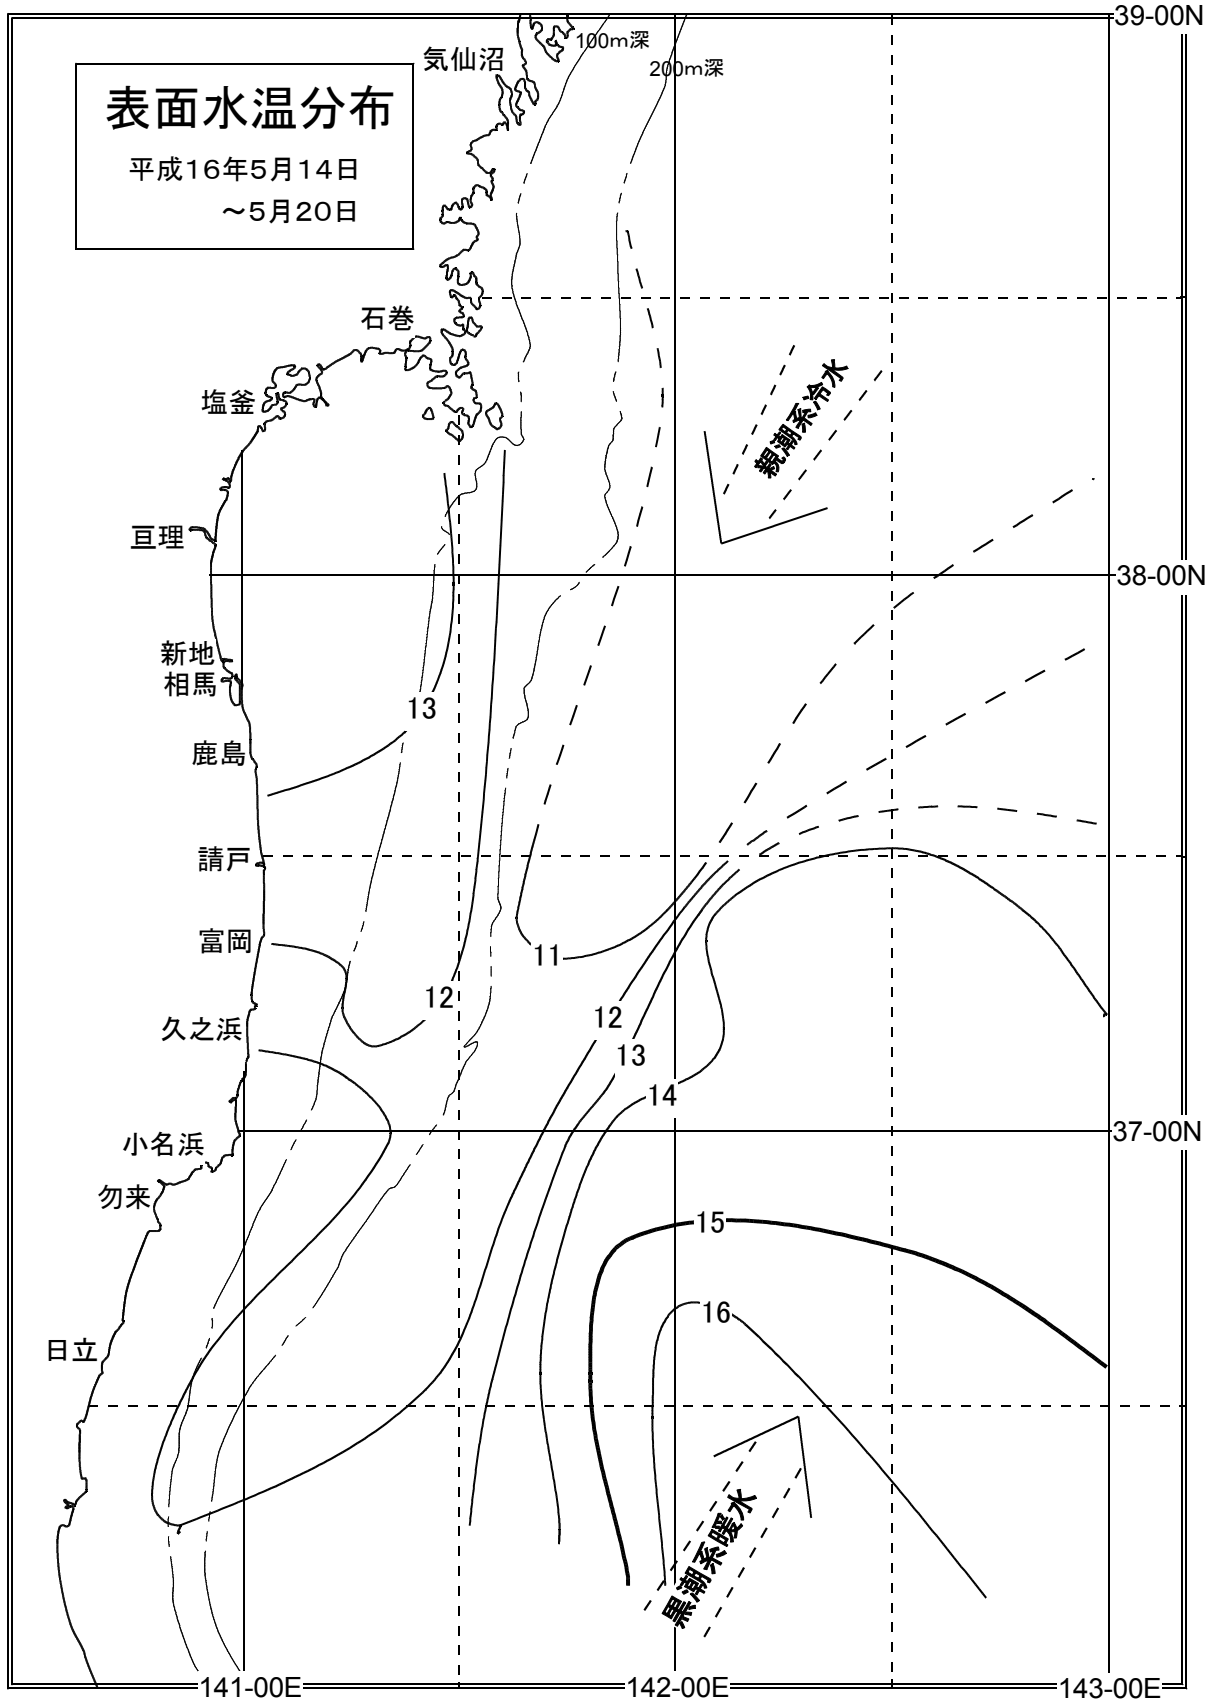 39-00N
100m深
気仙沼
200m深
表面水温分布
平成16年5月14日
～5月20日
石巻
親潮系冷水
塩釜
亘理
38-00N
新地
相馬
13
鹿島
請戸
富岡
11
12
12
久之浜
13
14
37-00N
小名浜
勿来
15
16
日立
黒潮系暖水
141-00E
142-00E
143-00E